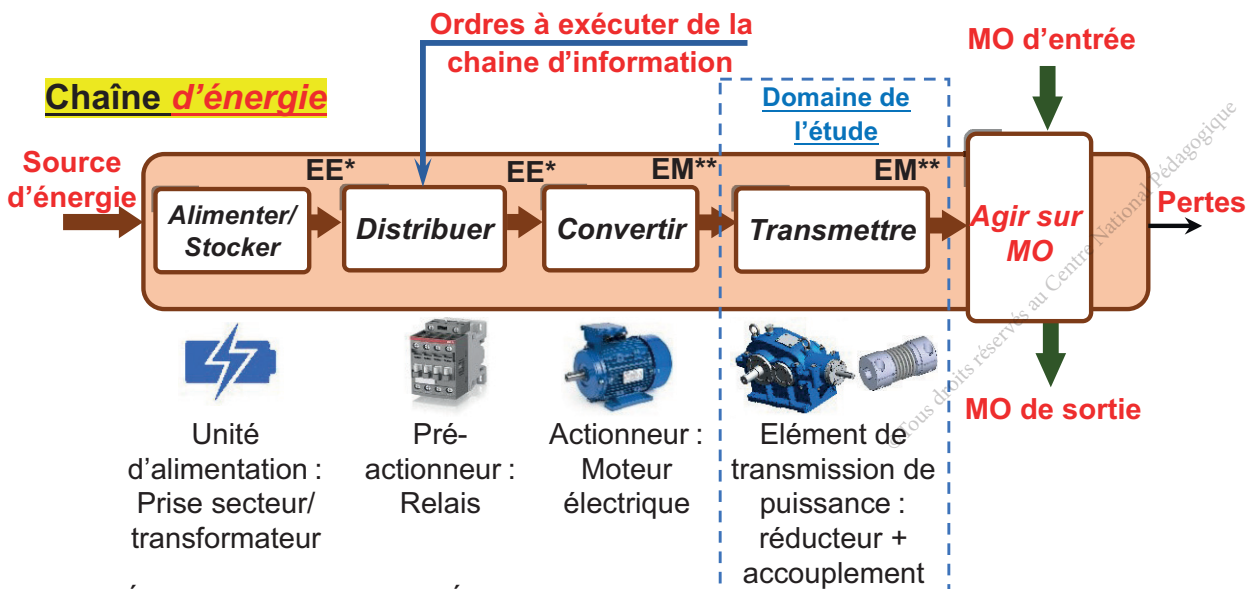 Ordres à exécuter de la
chaine d'information
MO d'entrée
Chaîne d'énergie
Domaine de
l'étude
Source
d'énergie
EE*
EE*
EM**
EM**
Pertes
Alimenter/
Stocker
Distribuer
Convertir
Transmettre
Agir sur
MO
MO de sortie
Unité
d'alimentation :
Prise secteur/
transformateur
Pré-
actionneur :
Relais
Actionneur :
Moteur
électrique
Elément de
transmission de
puissance :
réducteur +
accouplement
©Tous droits réservés au Centre National Pédagogique